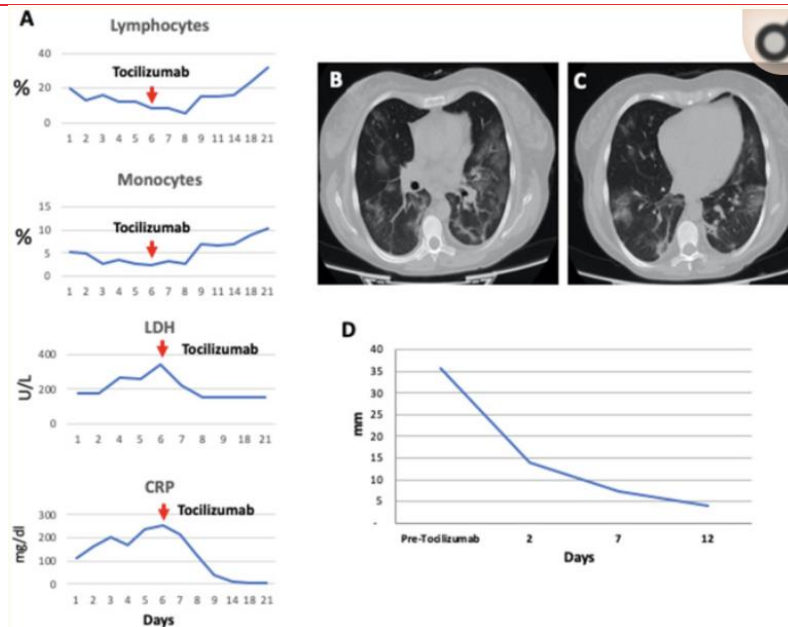 A
Lymphocytes
40
%
20
0
Tocilizumab
1 2 3 4 5 6 7 8 9 11 14 18 21
Monocytes
15
10
%
5
0
Tocilizumab
1 2 3 4 5 6 7 8 9 11 14 18 21
LDH
400
U/L
200
0
Tocilizumab
1 2 4 5 6 7 8 9 18 21
CRP
300
mg/dl
200
100
0
Tocilizumab
1 2 3 4 5 6 7 8 9 14 18 21
Days
B
C
D
40
35
30
25
mm
20
15
10
5
-
Pre-Tocilizumab 2 7 12
Days